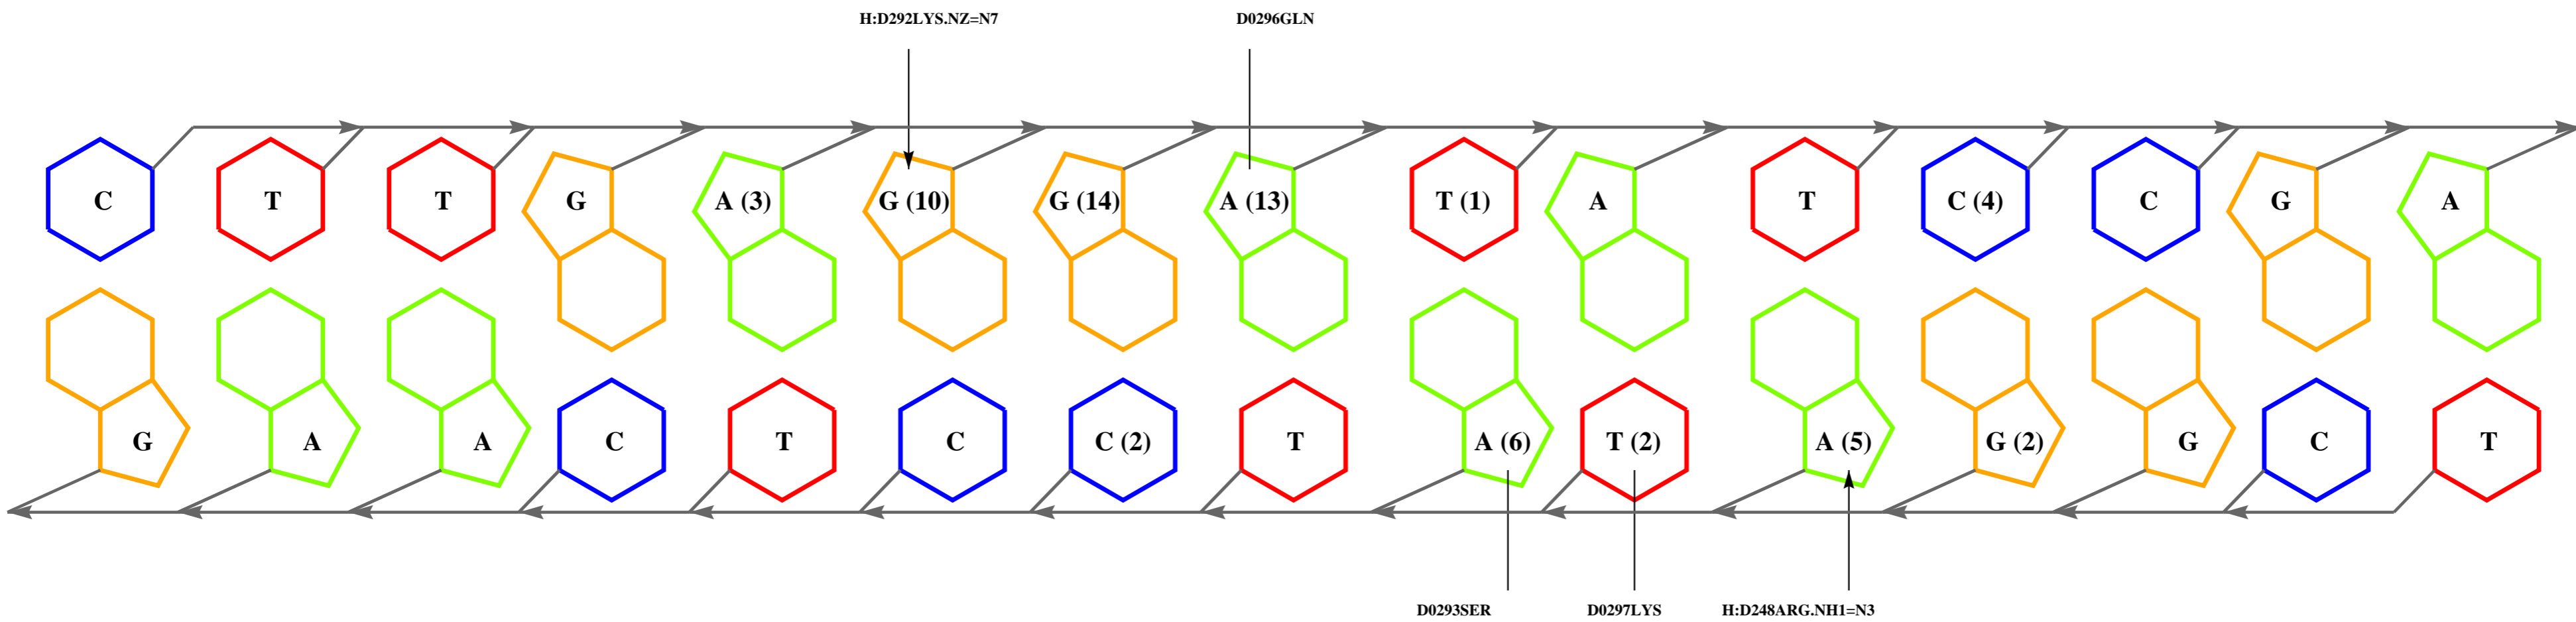 H:D292LYS.NZ=N7 D0296GLN
C T T G A (3) G (10) G (14) A (13) T (1) A T C (4) C G A
G A A C T C C (2) T A (6) T (2) A (5) G (2) G C T
D0293SER D0297LYS H:D248ARG.NH1=N3